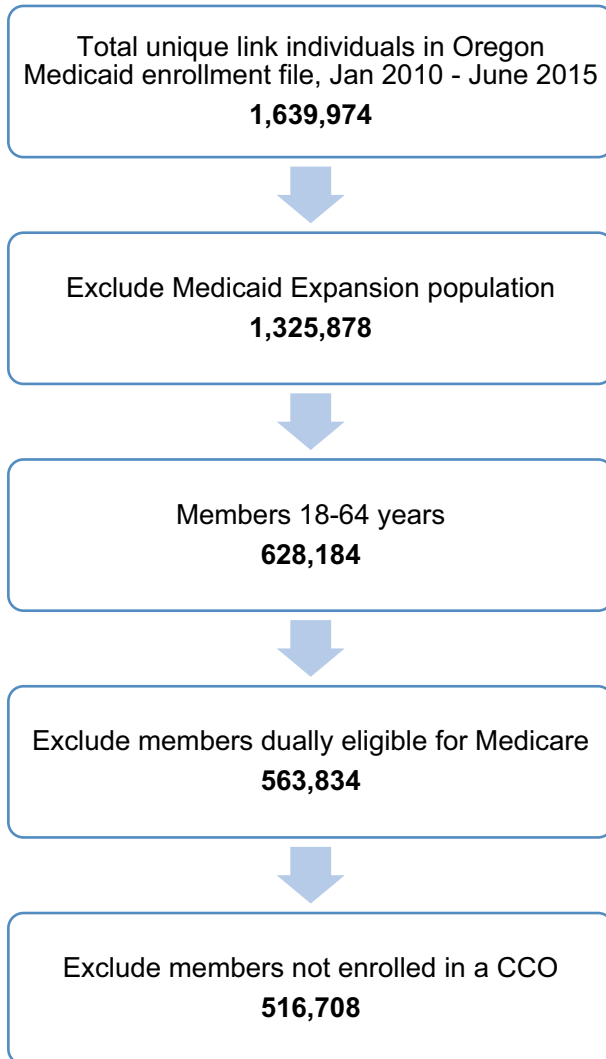 Total unique link individuals in Oregon
Medicaid enrollment file, Jan 2010 - June 2015
1,639,974
Exclude Medicaid Expansion population
1,325,878
Members 18-64 years
628,184
Exclude members dually eligible for Medicare
563,834
Exclude members not enrolled in a CCO
516,708